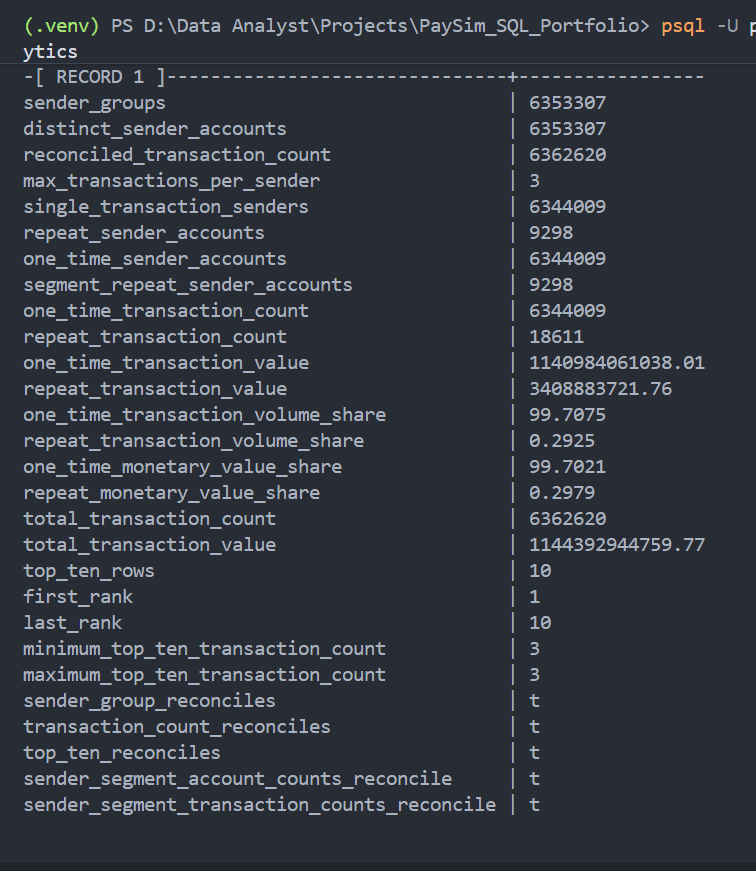 (.venv) PS D:\Data Analyst\Projects\PaySim_SQL_Portfolio> psql -U p
ytics
-[ RECORD 1 ]-------------------------------+-----------------
sender_groups                               | 6353307
distinct_sender_accounts                    | 6353307
reconciled_transaction_count                | 6362620
max_transactions_per_sender                 | 3
single_transaction_senders                  | 6344009
repeat_sender_accounts                      | 9298
one_time_sender_accounts                    | 6344009
segment_repeat_sender_accounts              | 9298
one_time_transaction_count                  | 6344009
repeat_transaction_count                    | 18611
one_time_transaction_value                  | 1140984061038.01
repeat_transaction_value                    | 3408883721.76
one_time_transaction_volume_share           | 99.7075
repeat_transaction_volume_share             | 0.2925
one_time_monetary_value_share               | 99.7021
repeat_monetary_value_share                 | 0.2979
total_transaction_count                     | 6362620
total_transaction_value                     | 1144392944759.77
top_ten_rows                                | 10
first_rank                                  | 1
last_rank                                   | 10
minimum_top_ten_transaction_count           | 3
maximum_top_ten_transaction_count           | 3
sender_group_reconciles                     | t
transaction_count_reconciles                | t
top_ten_reconciles                          | t
sender_segment_account_counts_reconcile     | t
sender_segment_transaction_counts_reconcile | t